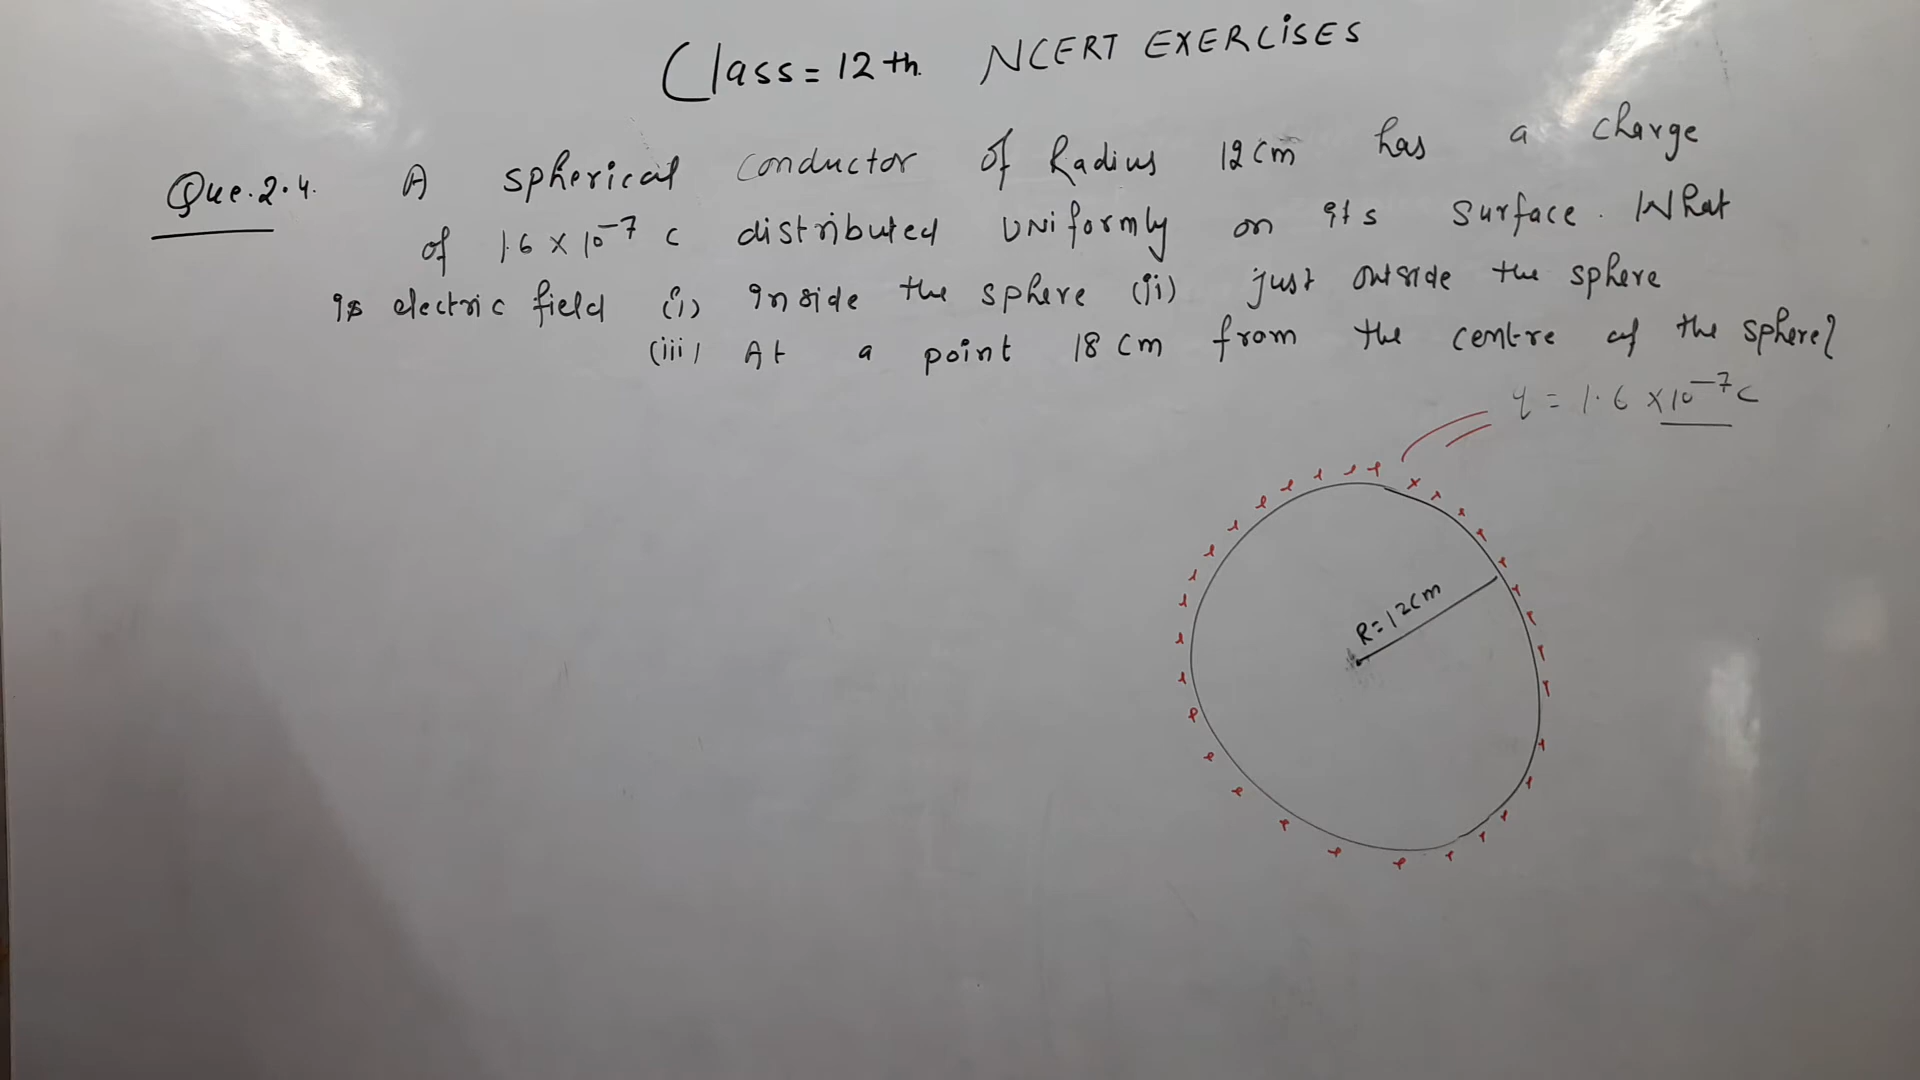 Class = 12th. NCERT EXERCISES
Que.2.4. A spherical conductor of Radius 12 cm has a charge
of 1.6 × 10⁻⁷ C distributed UNiformly on its surface. What
is electric field (i) inside the sphere (ii) just outside the sphere
(iii) At a point 18 cm from the centre of the sphere?
q = 1.6 × 10⁻⁷ C
R = 12cm